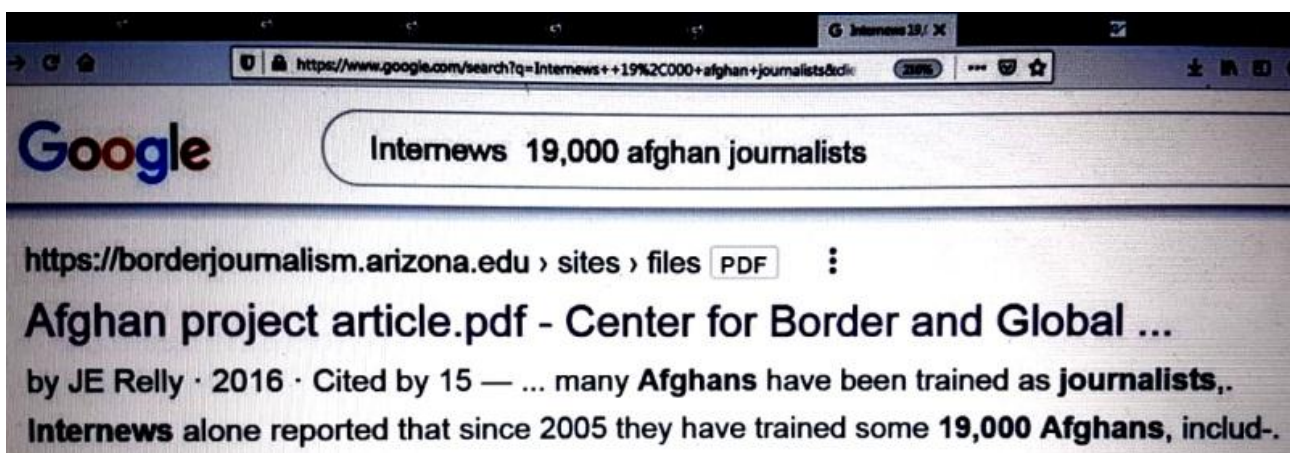 G Internews 19,( X
https://www.google.com/search?q=Internews++19%2C000+afghan+journalists&die 210%
Google Internews 19,000 afghan journalists
https://borderjournalism.arizona.edu › sites › files PDF
Afghan project article.pdf - Center for Border and Global ...
by JE Relly · 2016 · Cited by 15 — ... many Afghans have been trained as journalists,.
Internews alone reported that since 2005 they have trained some 19,000 Afghans, includ-.